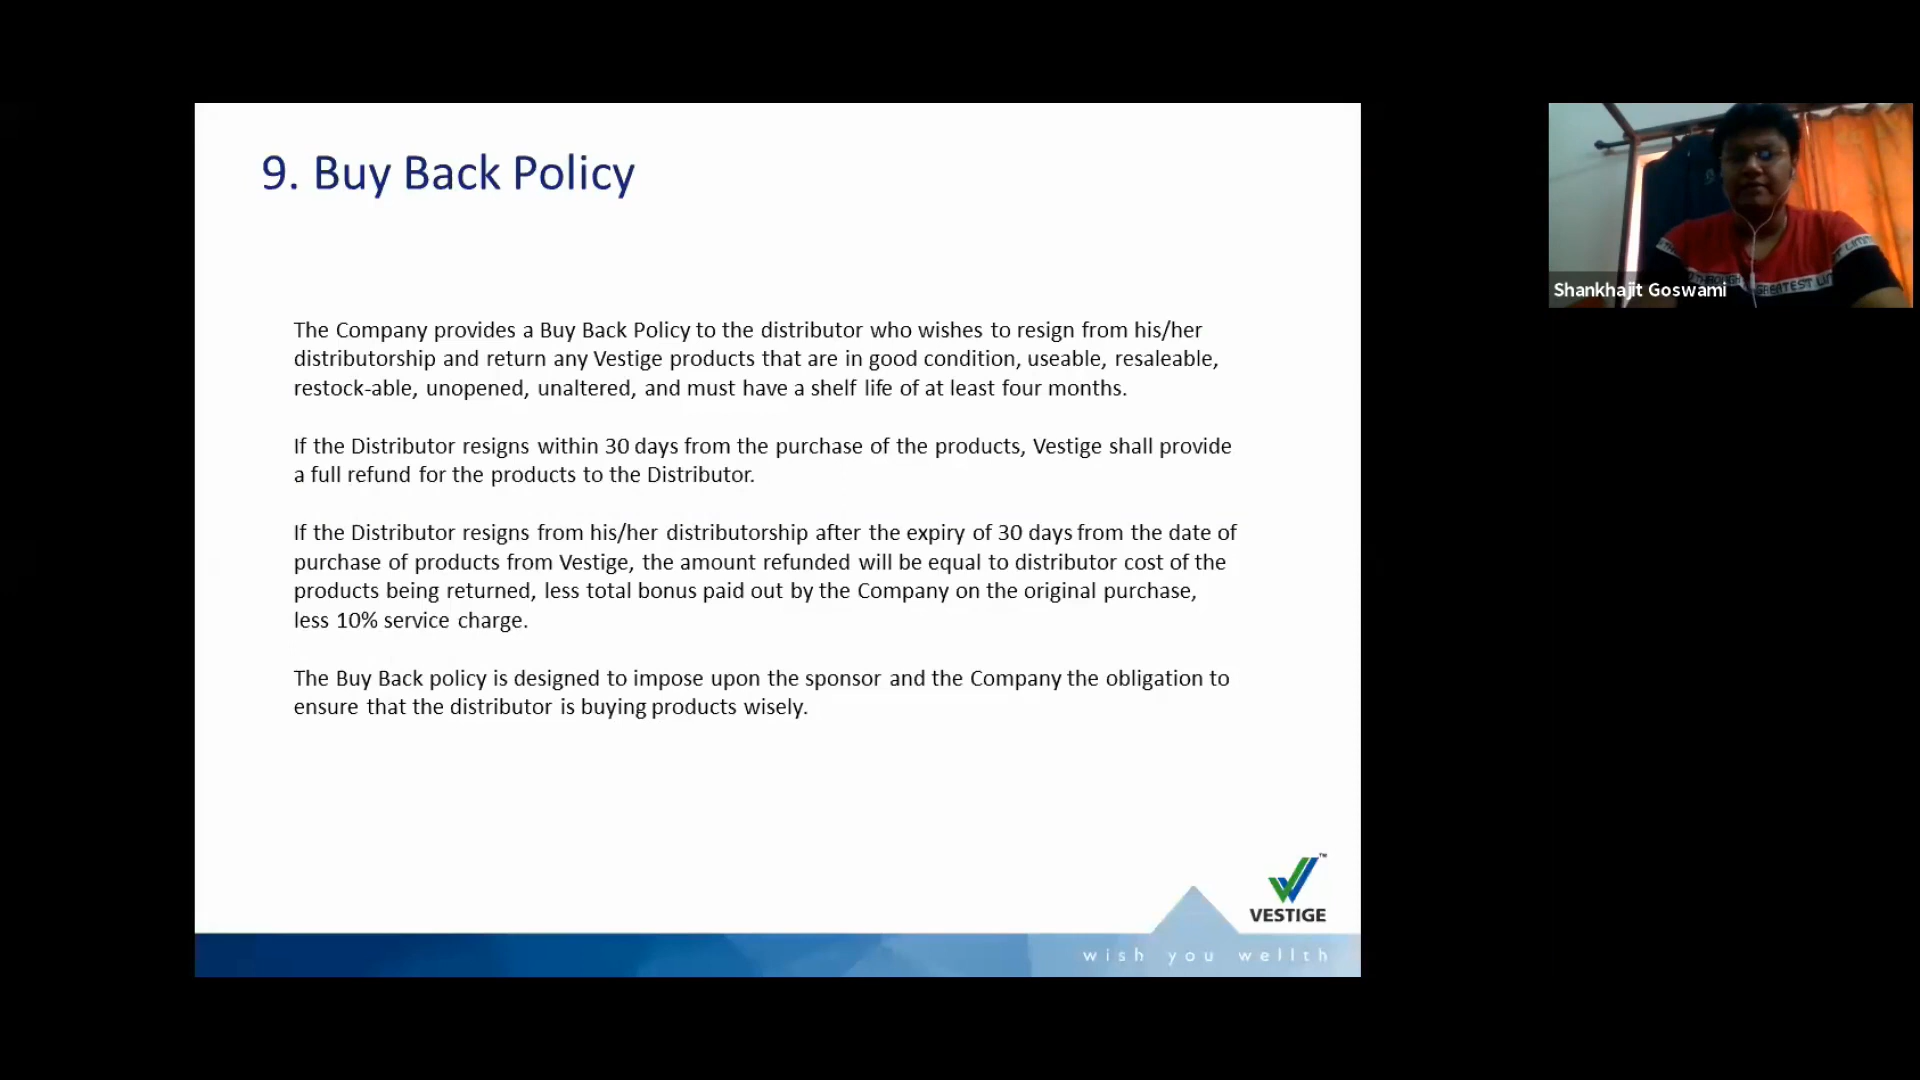 9. Buy Back Policy
The Company provides a Buy Back Policy to the distributor who wishes to resign from his/her
distributorship and return any Vestige products that are in good condition, useable, resaleable,
restock-able, unopened, unaltered, and must have a shelf life of at least four months.
If the Distributor resigns within 30 days from the purchase of the products, Vestige shall provide
a full refund for the products to the Distributor.
If the Distributor resigns from his/her distributorship after the expiry of 30 days from the date of
purchase of products from Vestige, the amount refunded will be equal to distributor cost of the
products being returned, less total bonus paid out by the Company on the original purchase,
less 10% service charge.
The Buy Back policy is designed to impose upon the sponsor and the Company the obligation to
ensure that the distributor is buying products wisely.
TM
VESTIGE
wish you wellth
Shankhajit Goswami